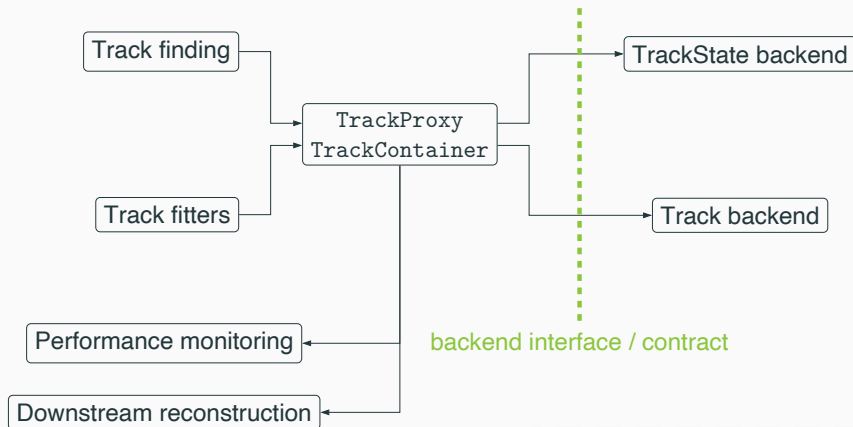 Track finding
TrackState backend
TrackProxy
TrackContainer
Track fitters
Track backend
Performance monitoring
backend interface / contract
Downstream reconstruction